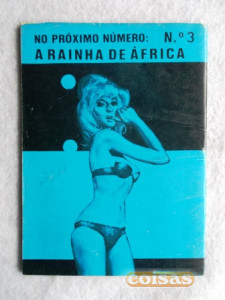 NO PRÓXIMO NÚMERO: N.º 3
A RAINHA DE ÁFRICA
coisas